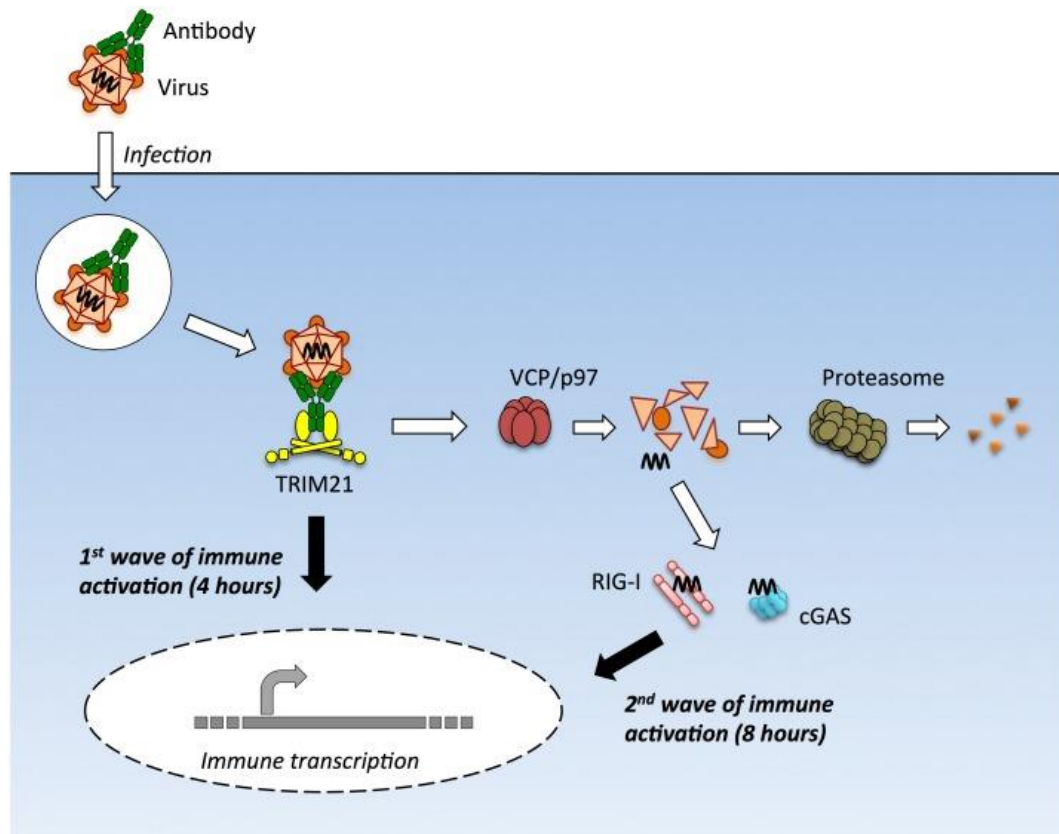 Antibody
Virus
Infection
VCP/p97
Proteasome
TRIM21
1st wave of immune
activation (4 hours)
RIG-I
cGAS
2nd wave of immune
activation (8 hours)
Immune transcription